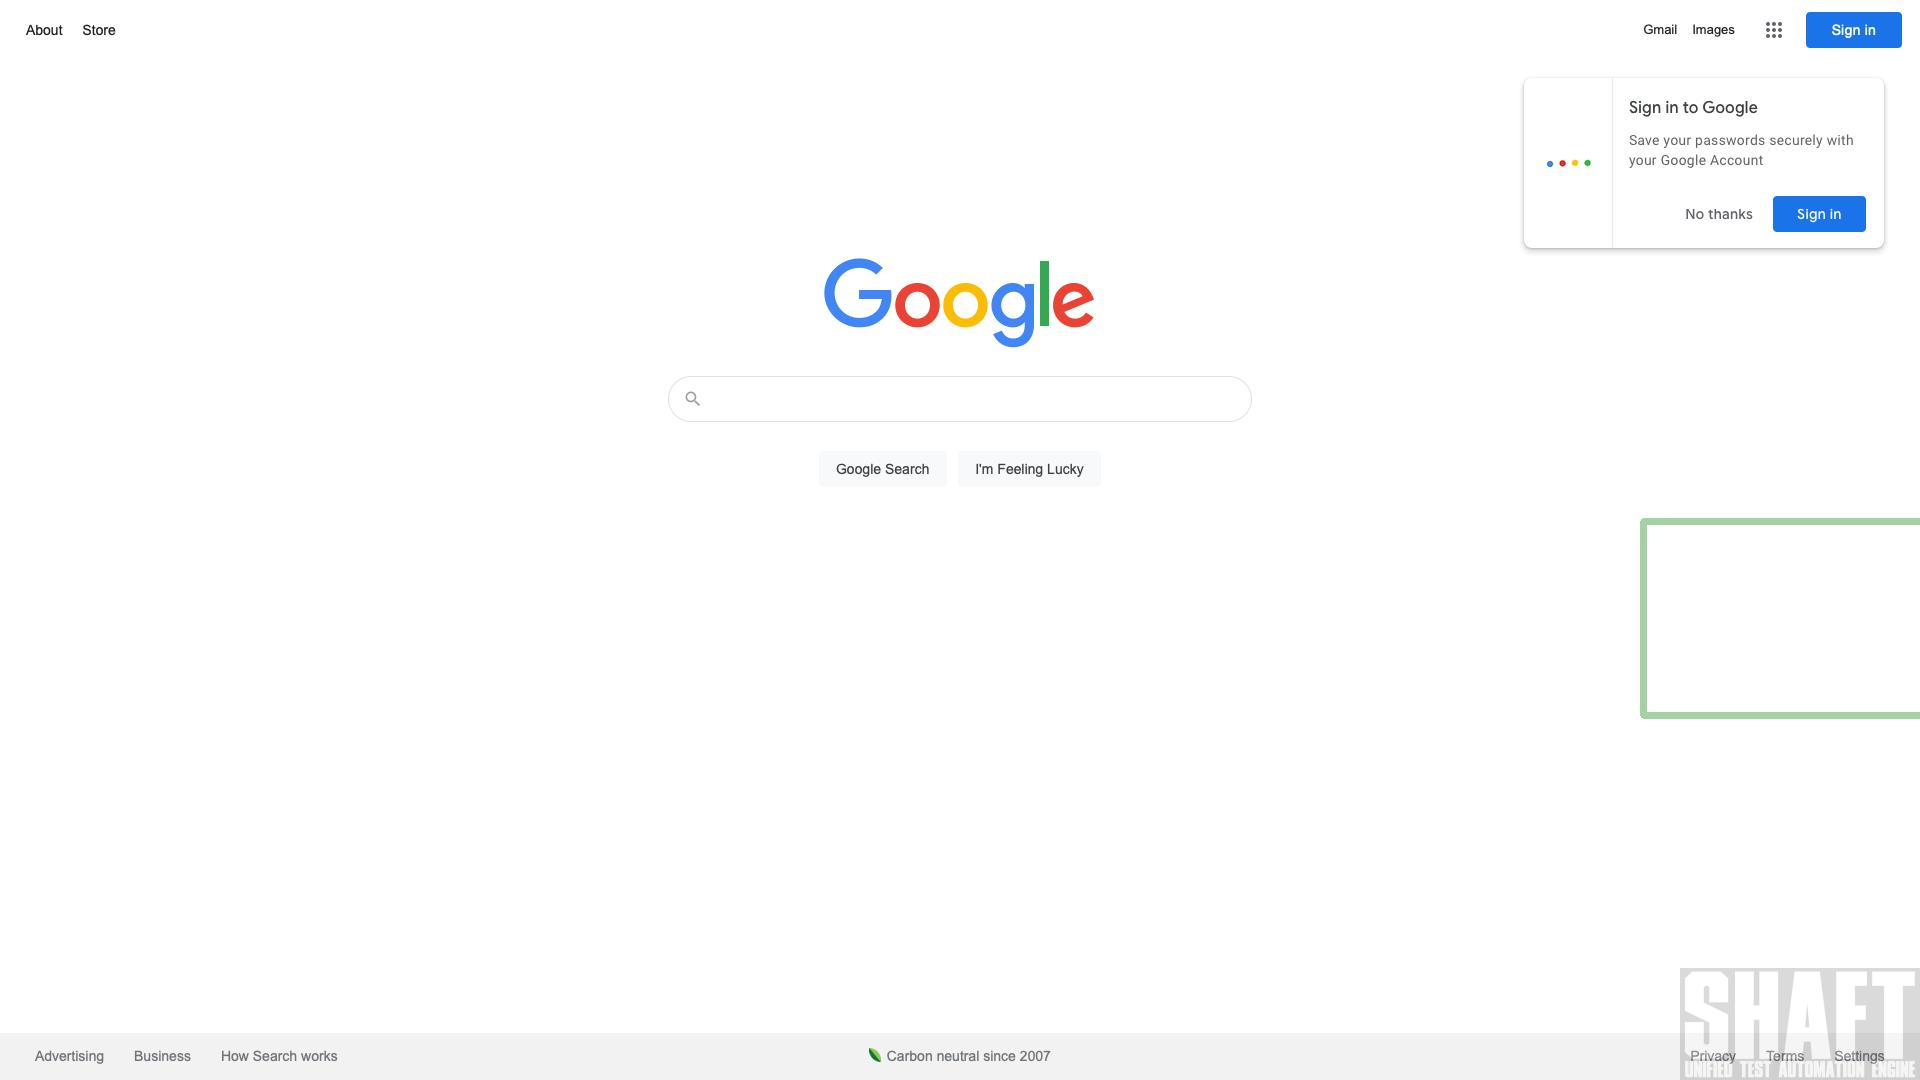 About Store
Gmail Images Sign in
Sign in to Google
Save your passwords securely with
your Google Account
No thanks Sign in
Google
Google Search I'm Feeling Lucky
Advertising Business How Search works
Carbon neutral since 2007
Privacy Terms Settings
SHAFT
UNIFIED TEST AUTOMATION ENGINE